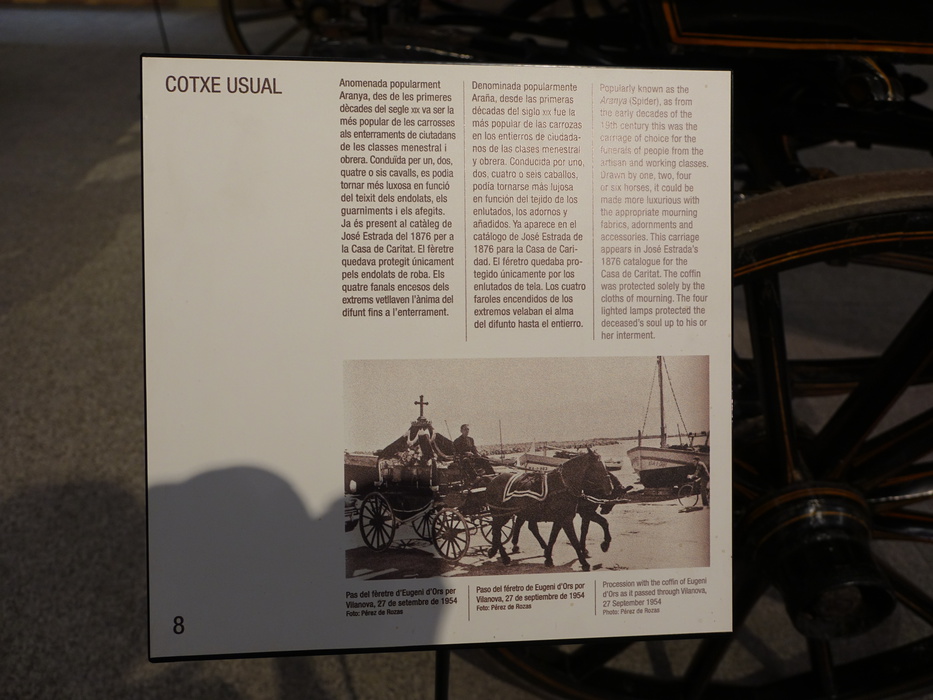 COTXE USUAL
Anomenada popularment
Aranya, des de les primeres
dècades del segle XIX va ser la
més popular de les carrosses
als enterraments de ciutadans
de les classes menestral i
obrera. Conduïda per un, dos,
quatre o sis cavalls, es podia
tornar més luxosa en funció
del teixit dels endolats, els
guarniments i els afegits.
Ja és present al catàleg de
José Estrada del 1876 per a
la Casa de Caritat. El fèretre
quedava protegit únicament
pels endolats de roba. Els
quatre fanals encesos dels
extrems vetllaven l'ànima del
difunt fins a l'enterrament.
Denominada popularmente
Araña, desde las primeras
décadas del siglo XIX fue la
más popular de las carrozas
en los entierros de ciudada-
nos de las clases menestral
y obrera. Conducida por uno,
dos, cuatro o seis caballos,
podía tornarse más lujosa
en función del tejido de los
enlutados, los adornos y
añadidos. Ya aparece en el
catálogo de José Estrada de
1876 para la Casa de Cari-
dad. El féretro quedaba pro-
tegido únicamente por los
enlutados de tela. Los cuatro
faroles encendidos de los
extremos velaban el alma
del difunto hasta el entierro.
Popularly known as the
Aranya (Spider), as from
the early decades of the
19th century this was the
carriage of choice for the
funerals of people from the
artisan and working classes.
Drawn by one, two, four
or six horses, it could be
made more luxurious with
the appropriate mourning
fabrics, adornments and
accessories. This carriage
appears in José Estrada's
1876 catalogue for the
Casa de Caritat. The coffin
was protected solely by the
cloths of mourning. The four
lighted lamps protected the
deceased's soul up to his or
her interment.
Pas del fèretre d'Eugeni d'Ors per
Vilanova, 27 de setembre de 1954
Foto: Pérez de Rozas
Paso del féretro de Eugeni d'Ors por
Vilanova, 27 de septiembre de 1954
Foto: Pérez de Rozas
Procession with the coffin of Eugeni
d'Ors as it passed through Vilanova,
27 September 1954
Photo: Pérez de Rozas
8